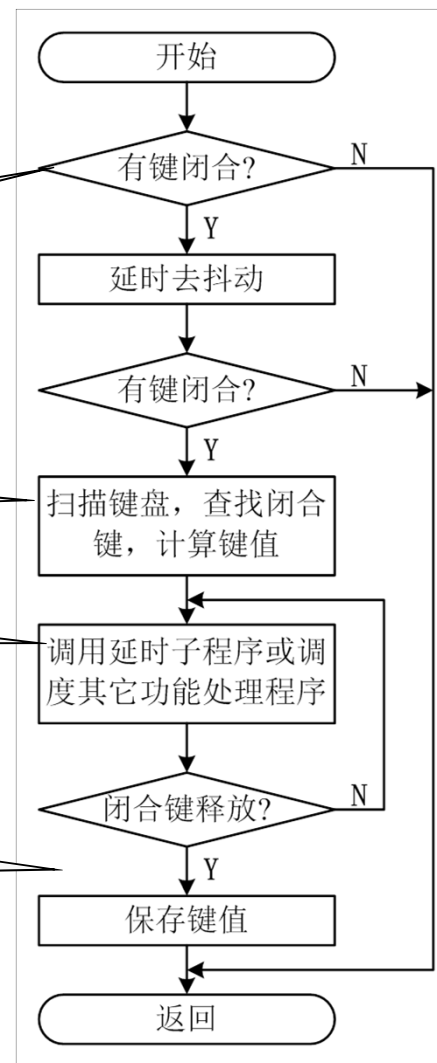 开始
有键闭合?
N
Y
延时去抖动
有键闭合?
N
Y
扫描键盘，查找闭合
键，计算键值
调用延时子程序或调
度其它功能处理程序
闭合键释放?
N
Y
保存键值
返回